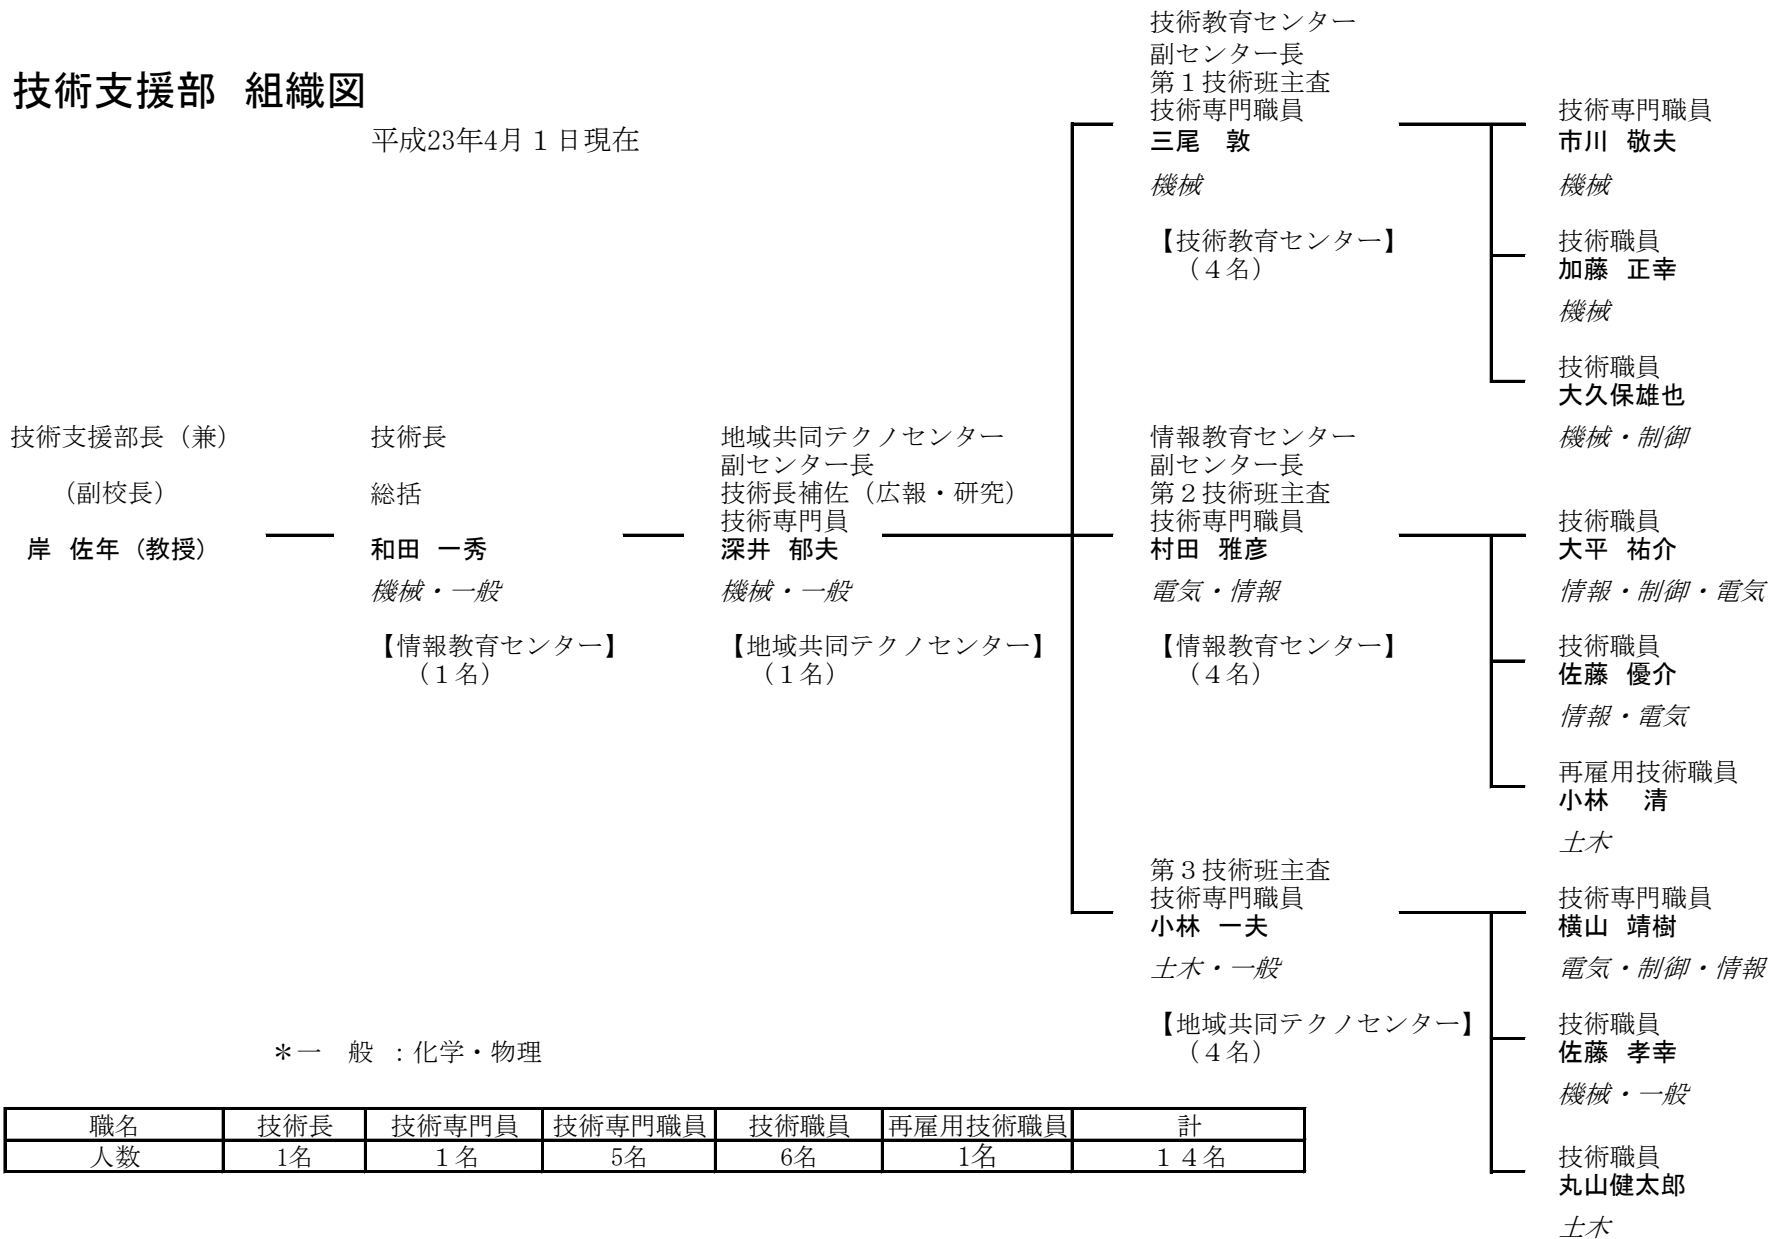 技術支援部 組織図
平成23年4月１日現在
技術支援部長（兼）
（副校長）
岸 佐年（教授）
技術長
総括
和田 一秀
機械・一般
【情報教育センター】
（１名）
地域共同テクノセンター
副センター長
技術長補佐（広報・研究）
技術専門員
深井 郁夫
機械・一般
【地域共同テクノセンター】
（１名）
技術教育センター
副センター長
第１技術班主査
技術専門職員
三尾 敦
機械
【技術教育センター】
（４名）
技術専門職員
市川 敬夫
機械
技術職員
加藤 正幸
機械
技術職員
大久保雄也
機械・制御
情報教育センター
副センター長
第２技術班主査
技術専門職員
村田 雅彦
電気・情報
【情報教育センター】
（４名）
技術職員
大平 祐介
情報・制御・電気
技術職員
佐藤 優介
情報・電気
再雇用技術職員
小林 清
土木
第３技術班主査
技術専門職員
小林 一夫
土木・一般
【地域共同テクノセンター】
（４名）
技術専門職員
横山 靖樹
電気・制御・情報
技術職員
佐藤 孝幸
機械・一般
技術職員
丸山健太郎
土木
＊一 般 ：化学・物理
職名 技術長 技術専門員 技術専門職員 技術職員 再雇用技術職員 計
人数 1名 １名 5名 6名 1名 １４名